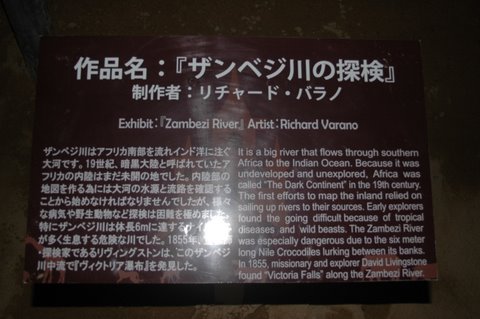 作品名：『ザンベジ川の探検』
制作者：リチャード・バラノ
Exhibit:『Zambezi River』 Artist:Richard Varano
ザンベジ川はアフリカ南部を流れインド洋に注ぐ
大河です。19世紀、暗黒大陸と呼ばれていたア
フリカの内陸はまだ未開の地でした。内陸部の
地図を作る為には大河の水源と流路を確認する
ことから始めなければなりませんでしたが、様々
な病気や野生動物など探検は困難を極めました。
特にザンベジ川は体長6mに達するナイル
が多く生息する危険な川でした。1855年、
・探検家であるリヴィングストンは、このザンベジ
川中流で『ヴィクトリア瀑布』を発見した。
It is a big river that flows through southern
Africa to the Indian Ocean. Because it was
undeveloped and unexplored, Africa was
called "The Dark Continent" in the 19th century.
The first efforts to map the inland relied on
sailing up rivers to their sources. Early explorers
found the going difficult because of tropical
diseases and wild beasts. The Zambezi River
was especially dangerous due to the six meter
long Nile Crocodiles lurking between its banks.
In 1855, missionary and explorer David Livingstone
found "Victoria Falls" along the Zambezi River.